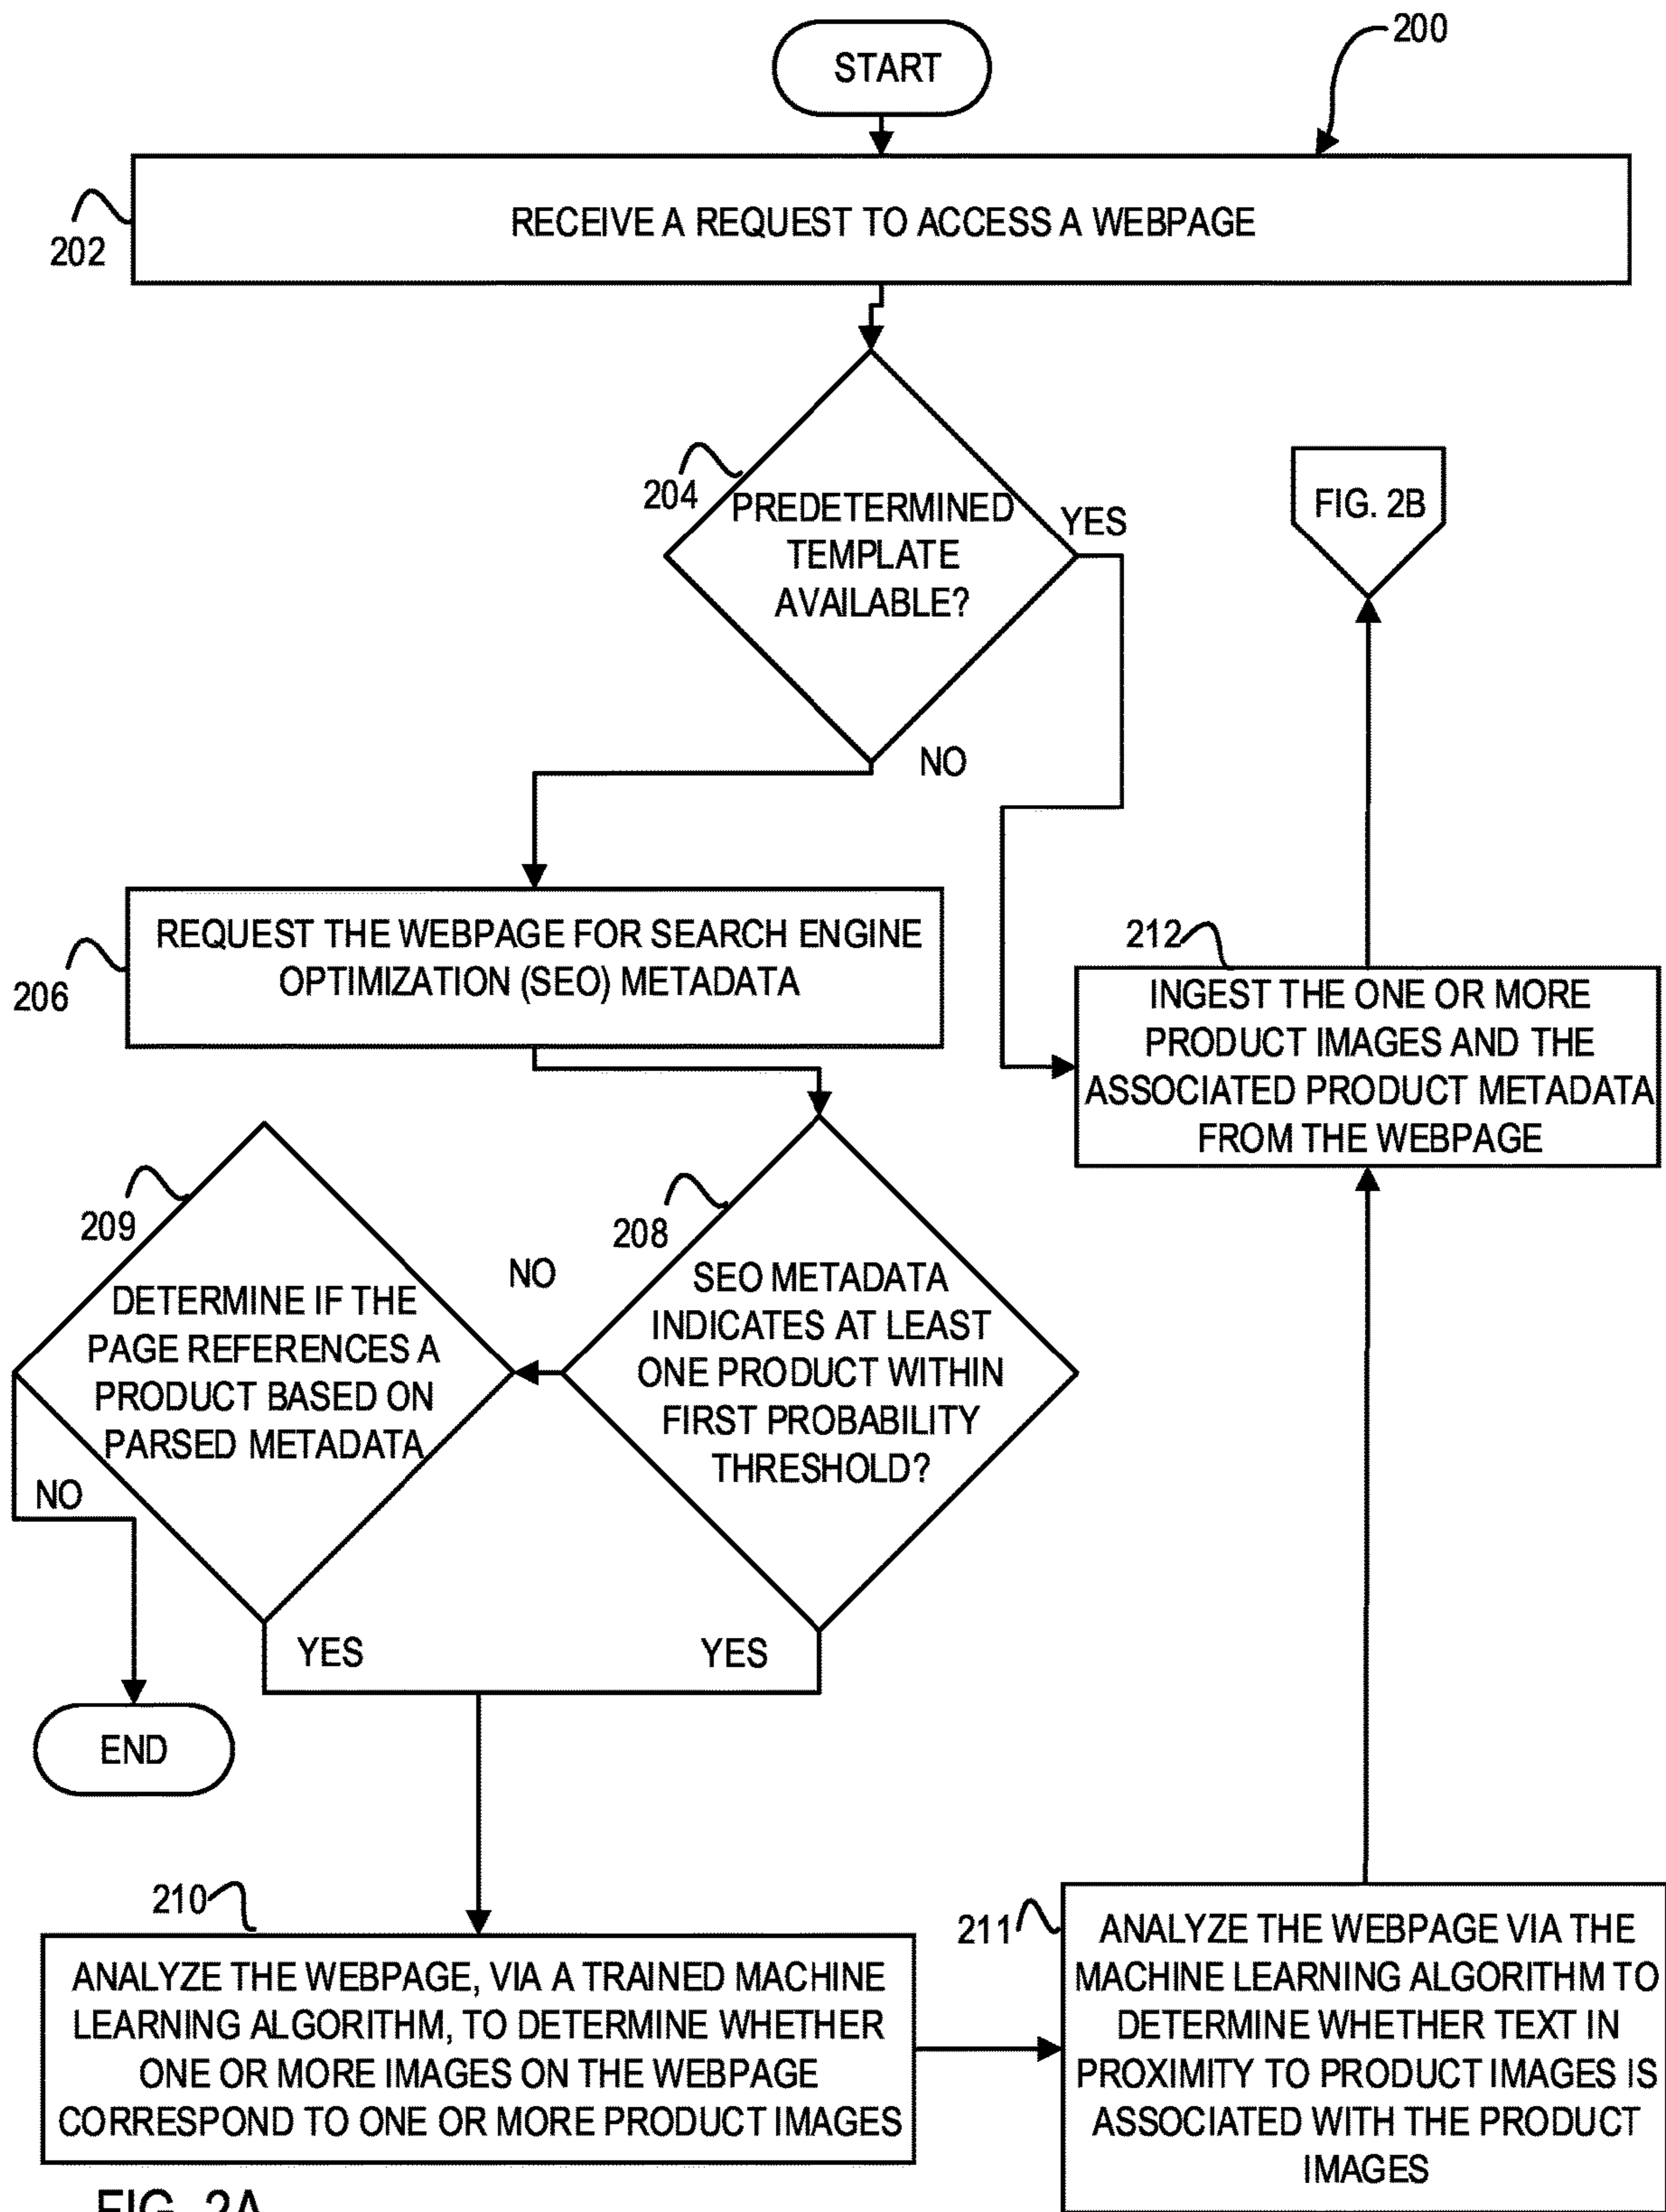 START
200
RECEIVE A REQUEST TO ACCESS A WEBPAGE
202
204
PREDETERMINED
TEMPLATE
AVAILABLE?
YES
NO
FIG. 2B
REQUEST THE WEBPAGE FOR SEARCH ENGINE
OPTIMIZATION (SEO) METADATA
206
212
INGEST THE ONE OR MORE
PRODUCT IMAGES AND THE
ASSOCIATED PRODUCT METADATA
FROM THE WEBPAGE
209
DETERMINE IF THE
PAGE REFERENCES A
PRODUCT BASED ON
PARSED METADATA
NO
208
SEO METADATA
INDICATES AT LEAST
ONE PRODUCT WITHIN
FIRST PROBABILITY
THRESHOLD?
NO
YES
YES
END
210
ANALYZE THE WEBPAGE, VIA A TRAINED MACHINE
LEARNING ALGORITHM, TO DETERMINE WHETHER
ONE OR MORE IMAGES ON THE WEBPAGE
CORRESPOND TO ONE OR MORE PRODUCT IMAGES
211
ANALYZE THE WEBPAGE VIA THE
MACHINE LEARNING ALGORITHM TO
DETERMINE WHETHER TEXT IN
PROXIMITY TO PRODUCT IMAGES IS
ASSOCIATED WITH THE PRODUCT
IMAGES
FIG. 2A